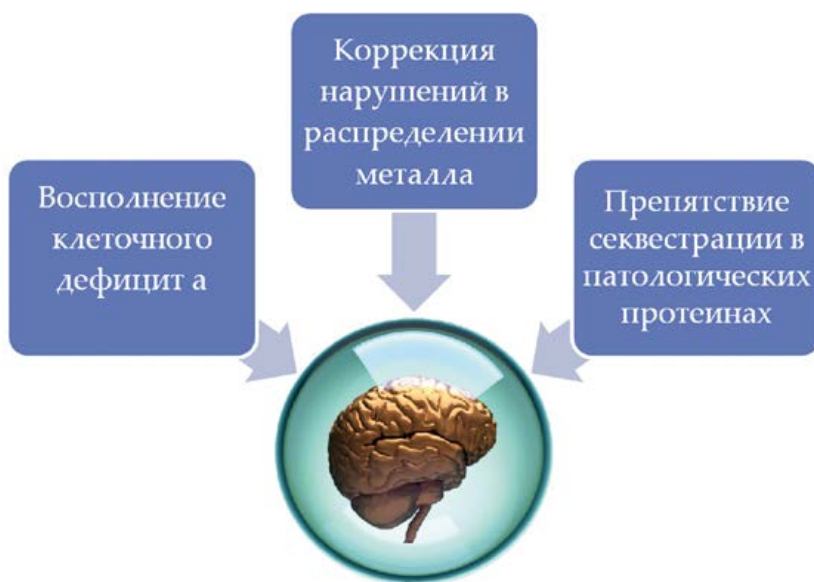 Восполнение
клеточного
дефицит а
Коррекция
нарушений в
распределении
металла
Препятствие
секвестрации в
патологических
протеинах